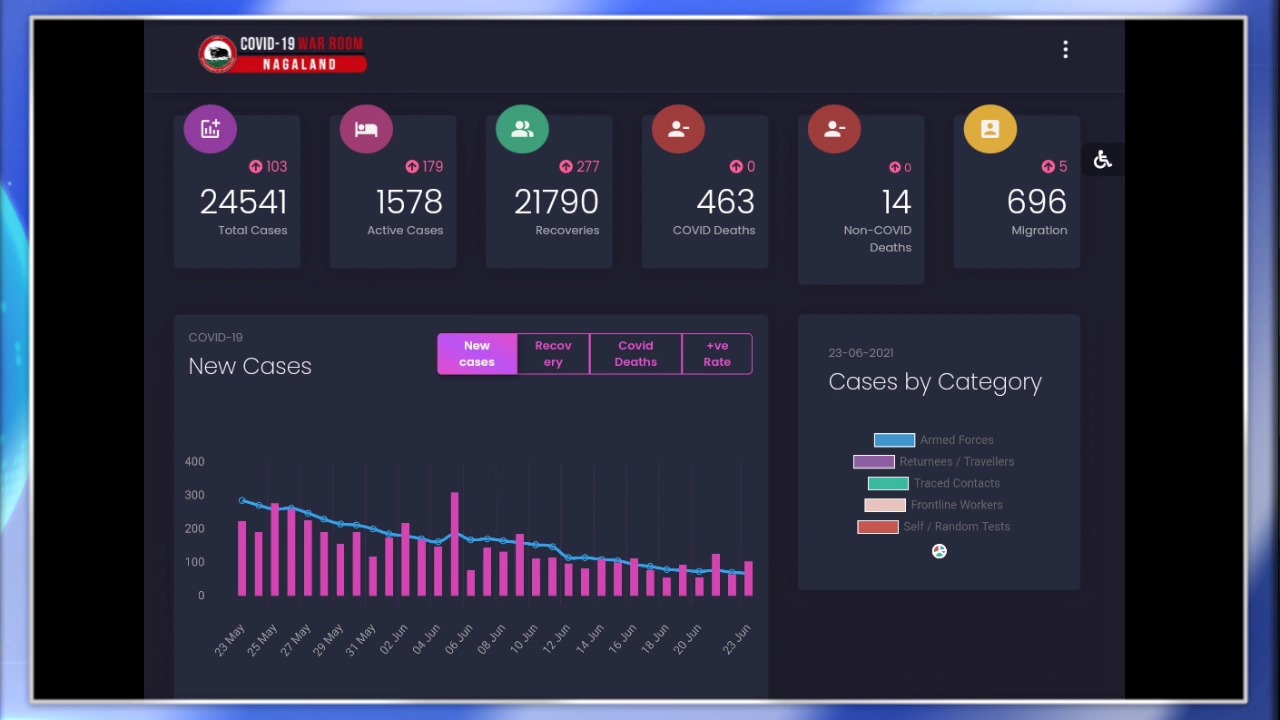 COVID-19 WAR ROOM
NAGALAND
103
24541
Total Cases
179
1578
Active Cases
277
21790
Recoveries
0
463
COVID Deaths
0
14
Non-COVID
Deaths
5
696
Migration
COVID-19
New Cases
New
cases
Recov
ery
Covid
Deaths
+ve
Rate
400
300
200
100
0
23 May
25 May
27 May
29 May
31 May
02 Jun
04 Jun
06 Jun
08 Jun
10 Jun
12 Jun
14 Jun
16 Jun
18 Jun
20 Jun
23 Jun
23-06-2021
Cases by Category
Armed Forces
Returnees / Travellers
Traced Contacts
Frontline Workers
Self / Random Tests